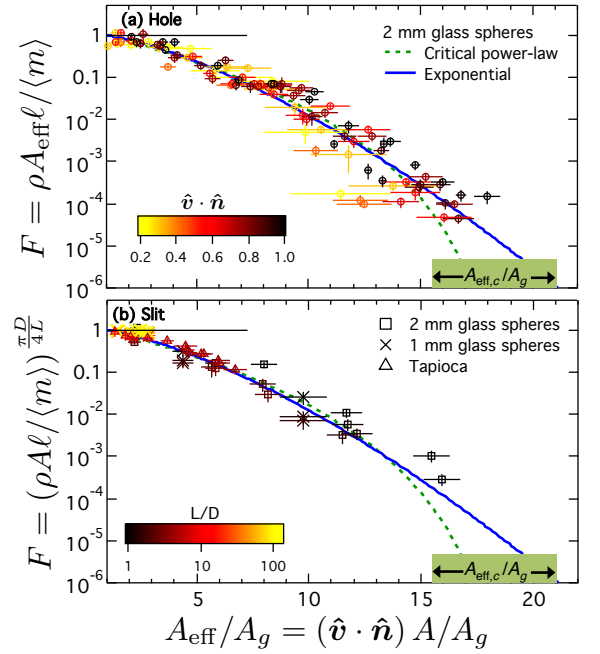 (a) Hole
2 mm glass spheres
Critical power-law
Exponential
F = ρA_eff ℓ/⟨m⟩
1
0.1
10^-2
10^-3
10^-4
10^-5
10^-6
v̂ · n̂
0.2 0.4 0.6 0.8 1.0
A_eff,c/A_g
(b) Slit
2 mm glass spheres
1 mm glass spheres
Tapioca
F = (ρAℓ/⟨m⟩)^{πD/4L}
1
0.1
10^-2
10^-3
10^-4
10^-5
10^-6
L/D
1 10 100
A_eff,c/A_g
5 10 15 20
A_eff/A_g = (v̂ · n̂) A/A_g